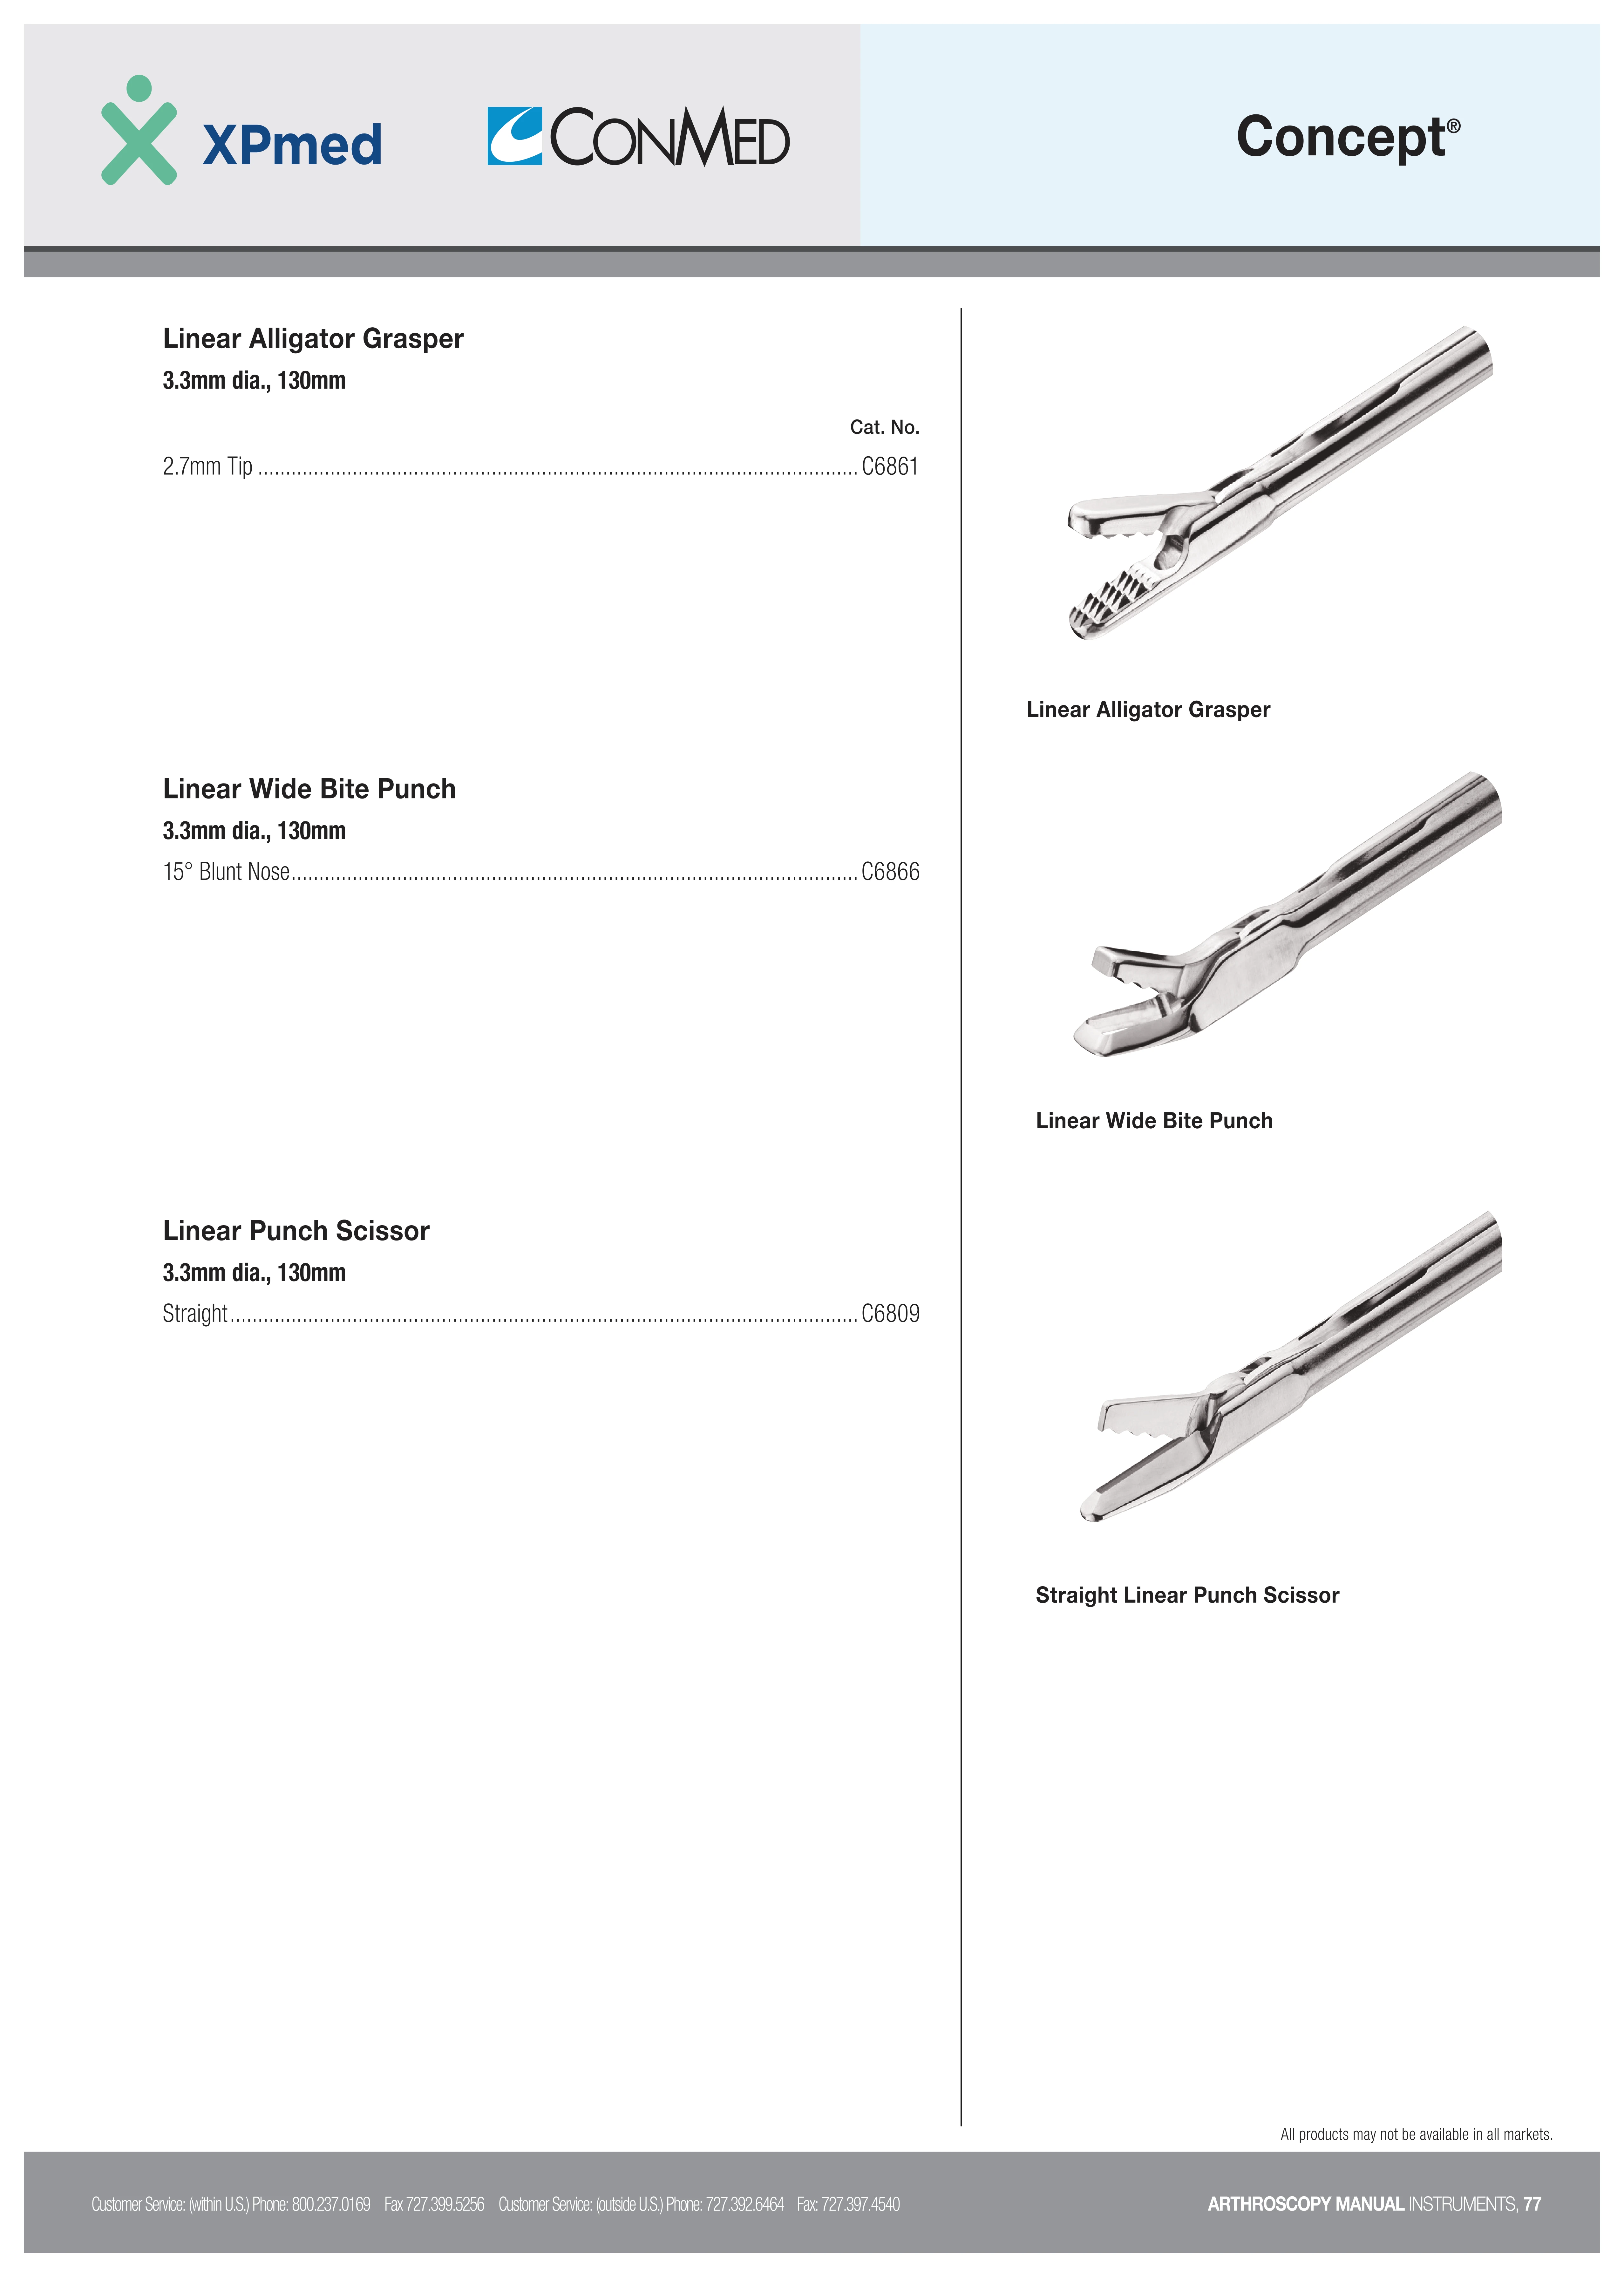 XPmed
CONMED
Concept®
Linear Alligator Grasper
3.3mm dia., 130mm
Cat. No.
2.7mm Tip ............................................................................................................. C6861
Linear Alligator Grasper
Linear Wide Bite Punch
3.3mm dia., 130mm
15° Blunt Nose....................................................................................................... C6866
Linear Wide Bite Punch
Linear Punch Scissor
3.3mm dia., 130mm
Straight.................................................................................................................. C6809
Straight Linear Punch Scissor
All products may not be available in all markets.
Customer Service: (within U.S.) Phone: 800.237.0169 Fax 727.399.5256 Customer Service: (outside U.S.) Phone: 727.392.6464 Fax: 727.397.4540
ARTHROSCOPY MANUAL INSTRUMENTS, 77